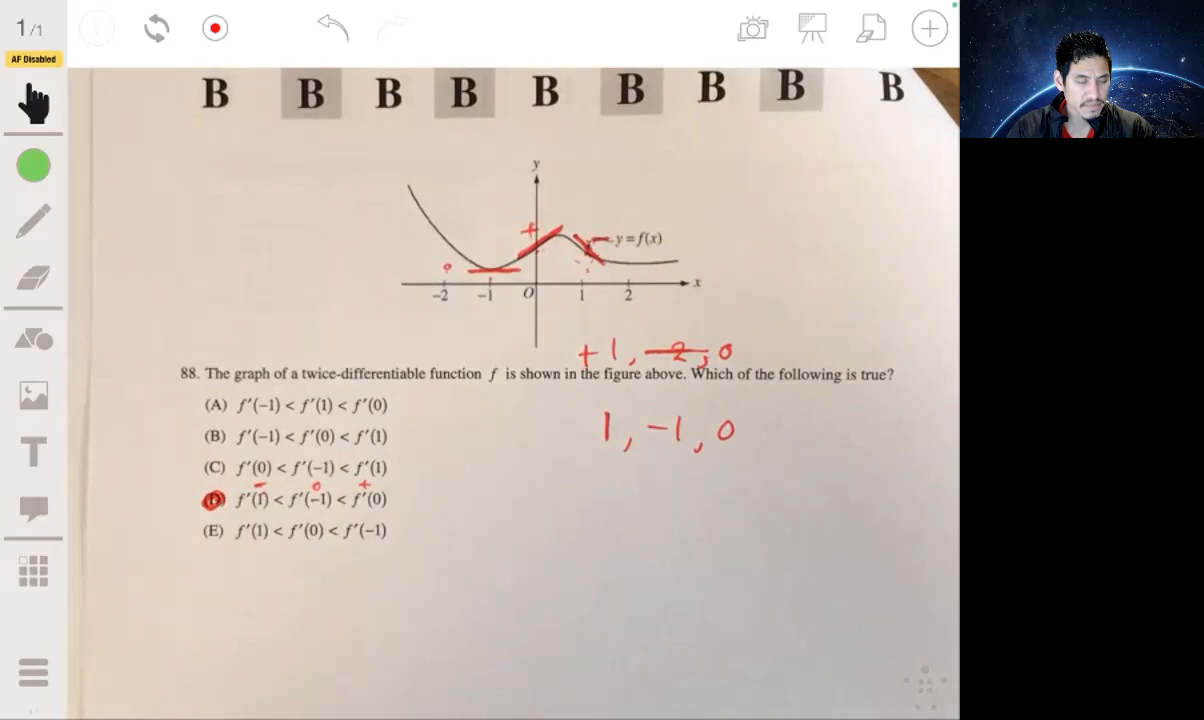 1/1
AF Disabled
B B B B B B B B B
y
+
y = f(x)
0
-2 -1 O 1 2 x
+1, -2, 0
88. The graph of a twice-differentiable function f is shown in the figure above. Which of the following is true?
(A) f′(−1) < f′(1) < f′(0)
1, -1, 0
(B) f′(−1) < f′(0) < f′(1)
(C) f′(0) < f′(−1) < f′(1)
- 0 +
(D) f′(1) < f′(−1) < f′(0)
(E) f′(1) < f′(0) < f′(−1)
T